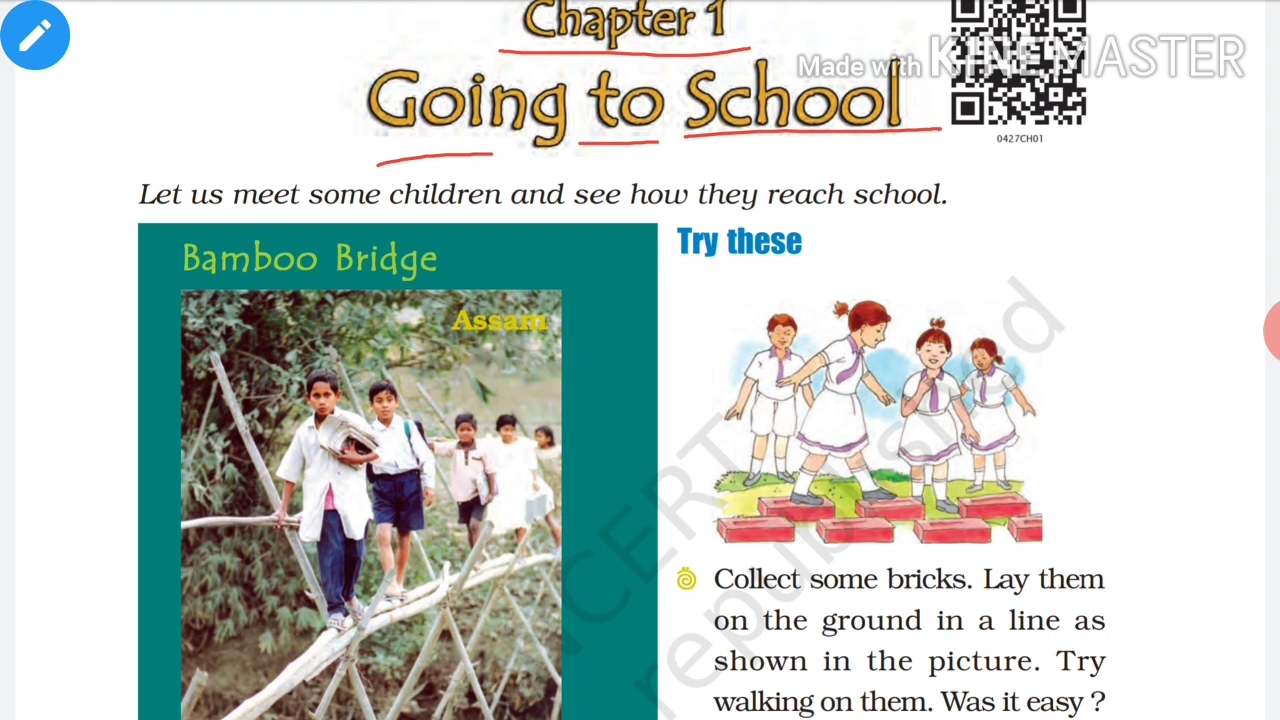 Chapter 1
Made with KINEMASTER
Going to School
0427CH01
Let us meet some children and see how they reach school.
Bamboo Bridge
Assam
Try these
Collect some bricks. Lay them
on the ground in a line as
shown in the picture. Try
walking on them. Was it easy ?
NCERT
republished